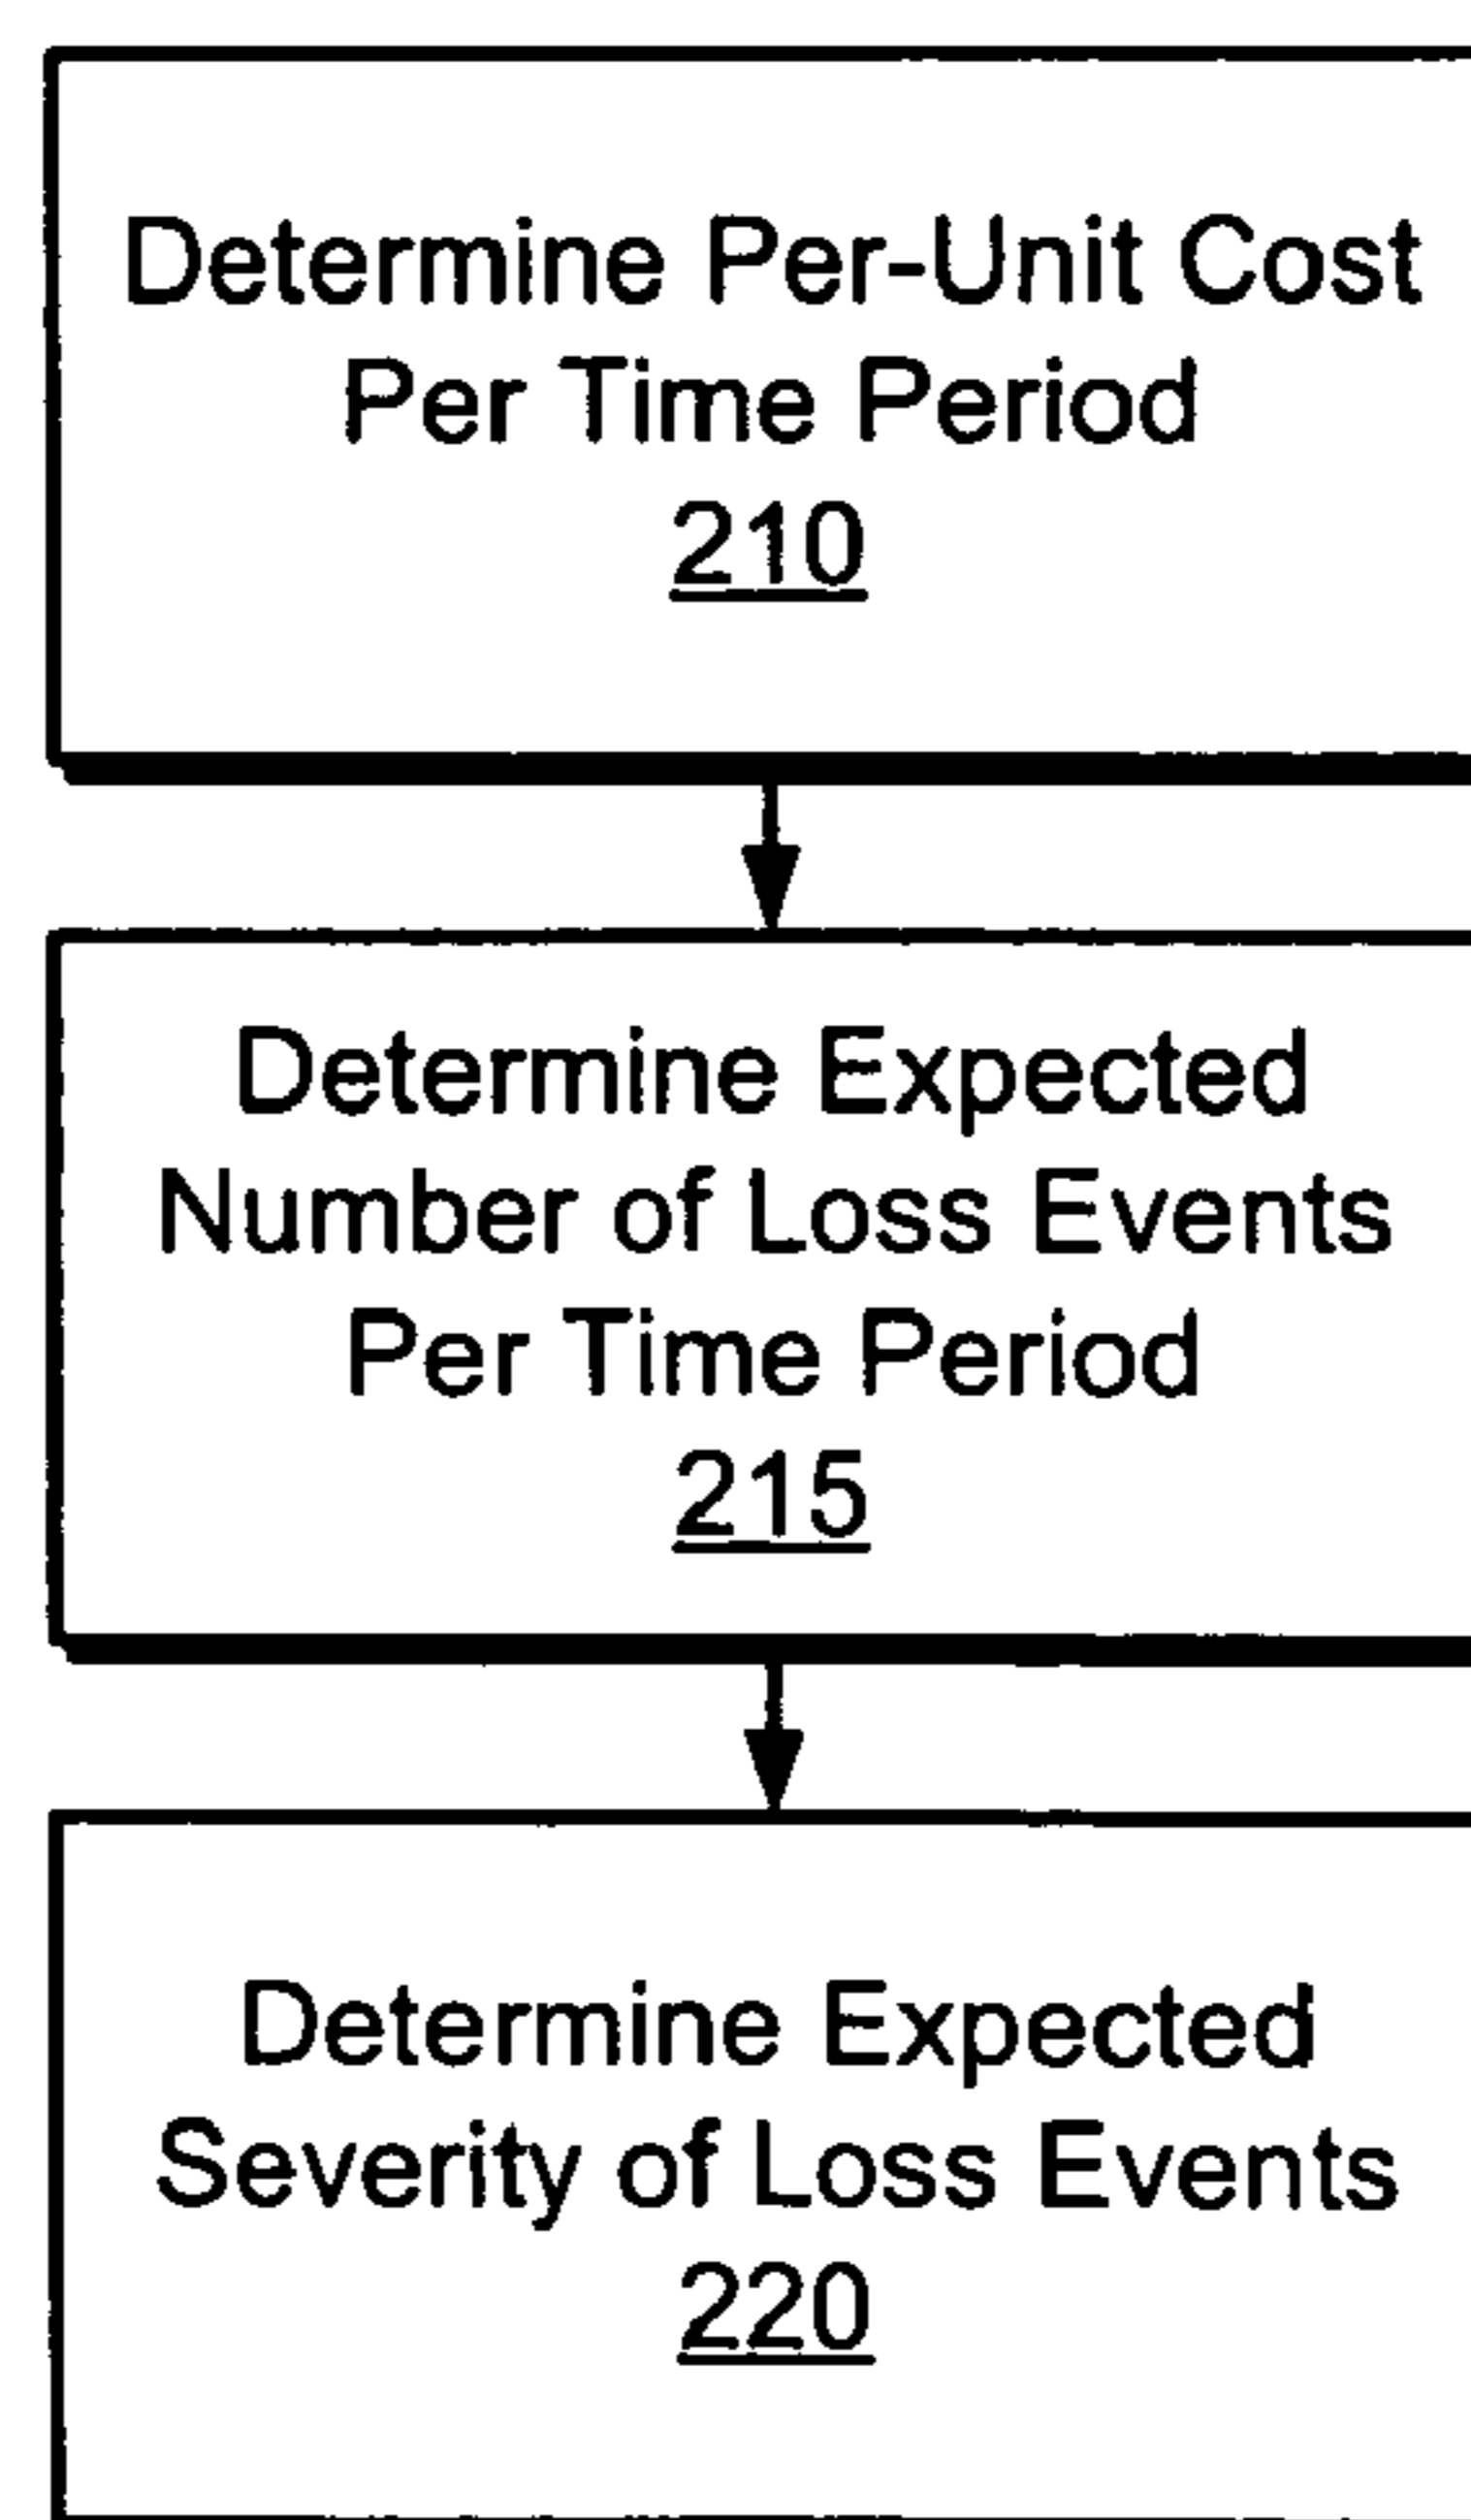 Determine Per-Unit Cost
Per Time Period
210
Determine Expected
Number of Loss Events
Per Time Period
215
Determine Expected
Severity of Loss Events
220